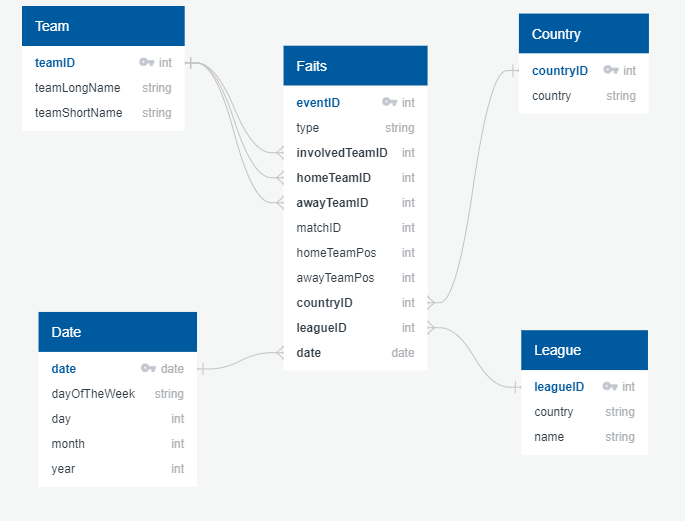 Team
teamID int
teamLongName string
teamShortName string
Faits
eventID int
type string
involvedTeamID int
homeTeamID int
awayTeamID int
matchID int
homeTeamPos int
awayTeamPos int
countryID int
leagueID int
date date
Country
countryID int
country string
Date
date date
dayOfTheWeek string
day int
month int
year int
League
leagueID int
country string
name string